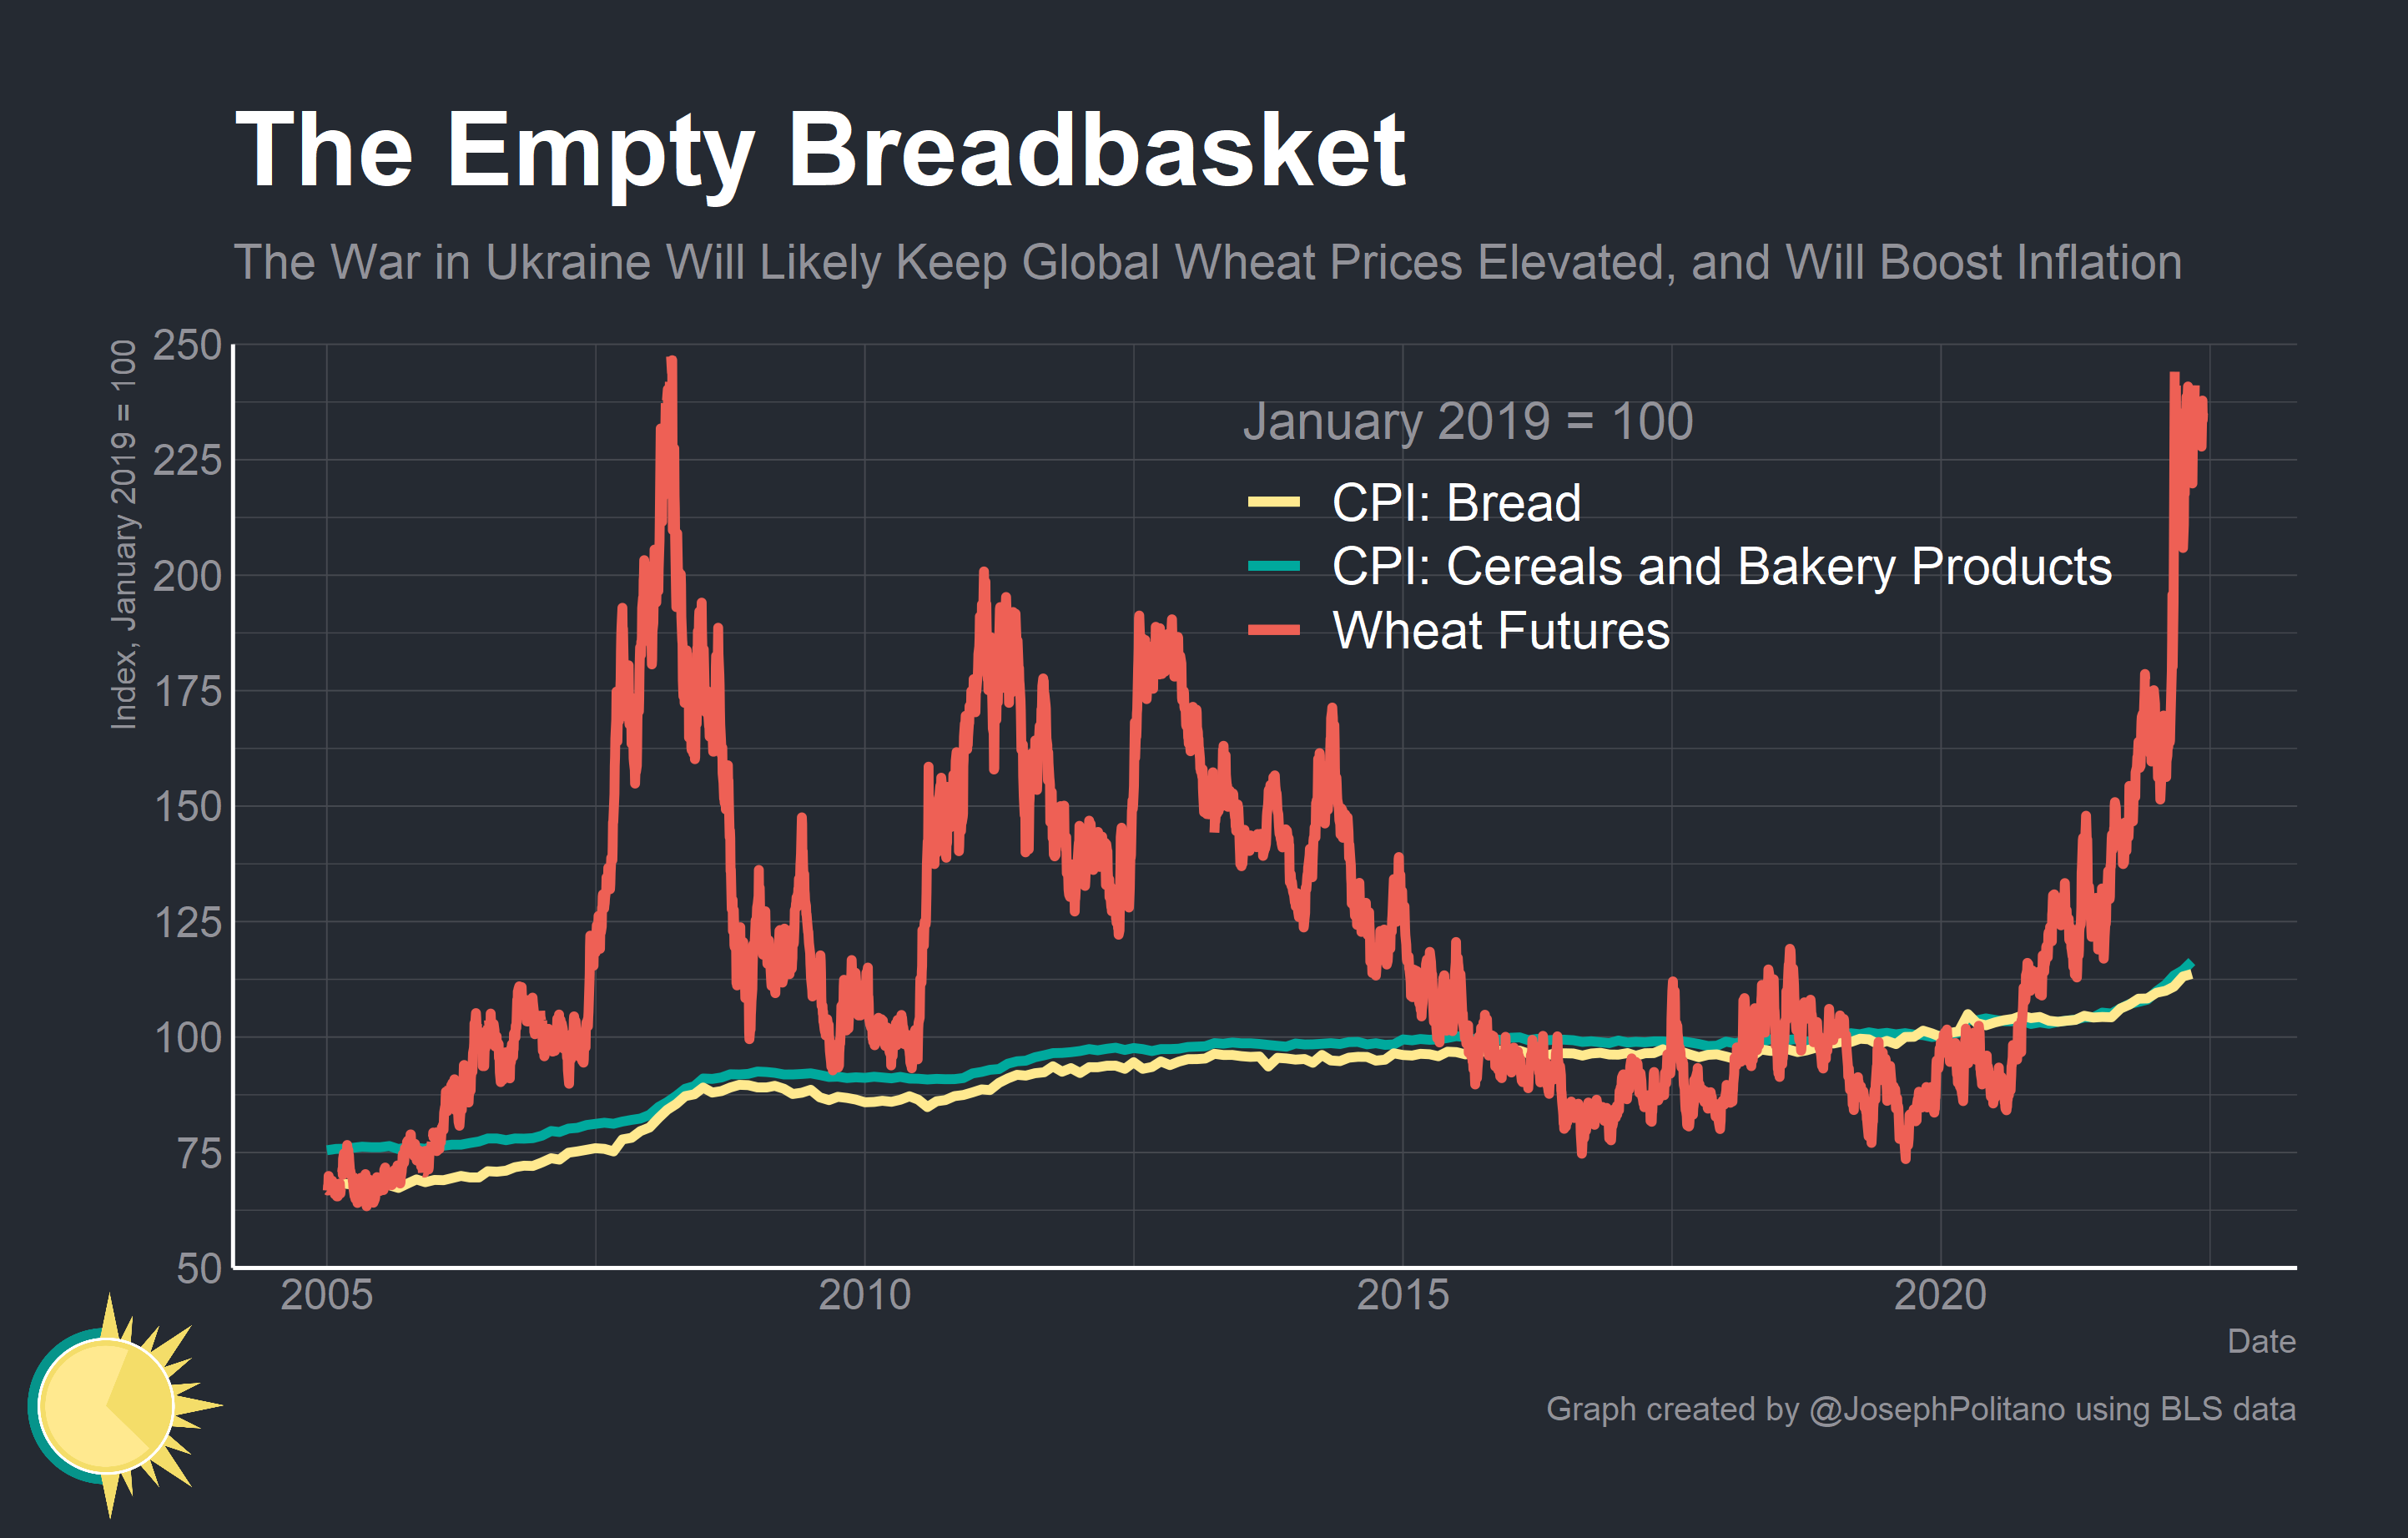 The Empty Breadbasket
The War in Ukraine Will Likely Keep Global Wheat Prices Elevated, and Will Boost Inflation
Index, January 2019 = 100
250
225
200
175
150
125
100
75
50
January 2019 = 100
CPI: Bread
CPI: Cereals and Bakery Products
Wheat Futures
2005 2010 2015 2020
Date
Graph created by @JosephPolitano using BLS data